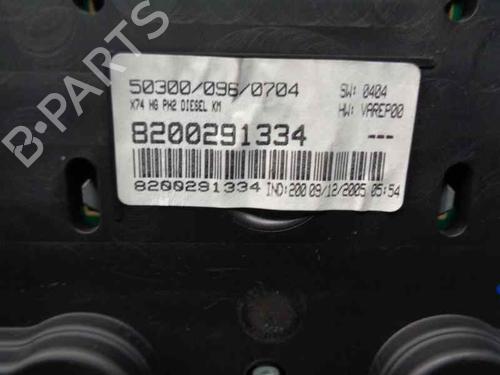 50300/096/0704
SW: 0404
X74 HG PH2 DIESEL KM
HW: VAREP00
8200291334
---
8200291334 IND:200 09/12/2005 05:54
B-PARTS